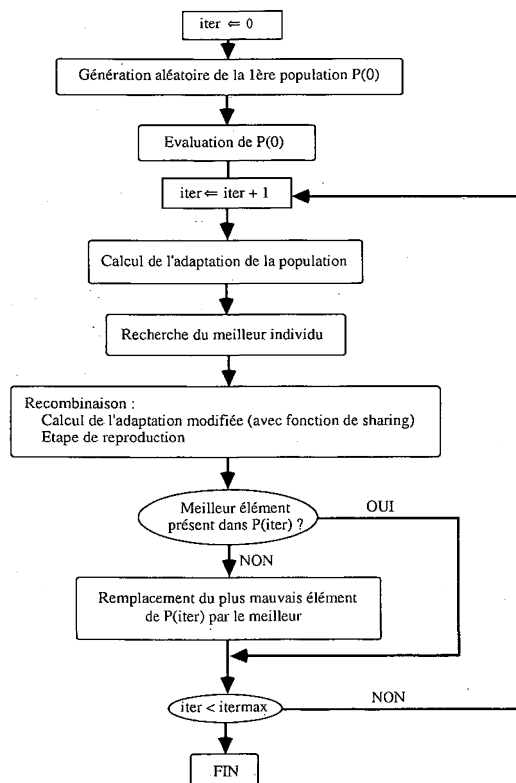 iter ⇐ 0
Génération aléatoire de la 1ère population P(0)
Evaluation de P(0)
iter ⇐ iter + 1
Calcul de l'adaptation de la population
Recherche du meilleur individu
Recombinaison :
Calcul de l'adaptation modifiée (avec fonction de sharing)
Etape de reproduction
Meilleur élément
présent dans P(iter) ?
OUI
NON
Remplacement du plus mauvais élément
de P(iter) par le meilleur
iter < itermax
NON
FIN